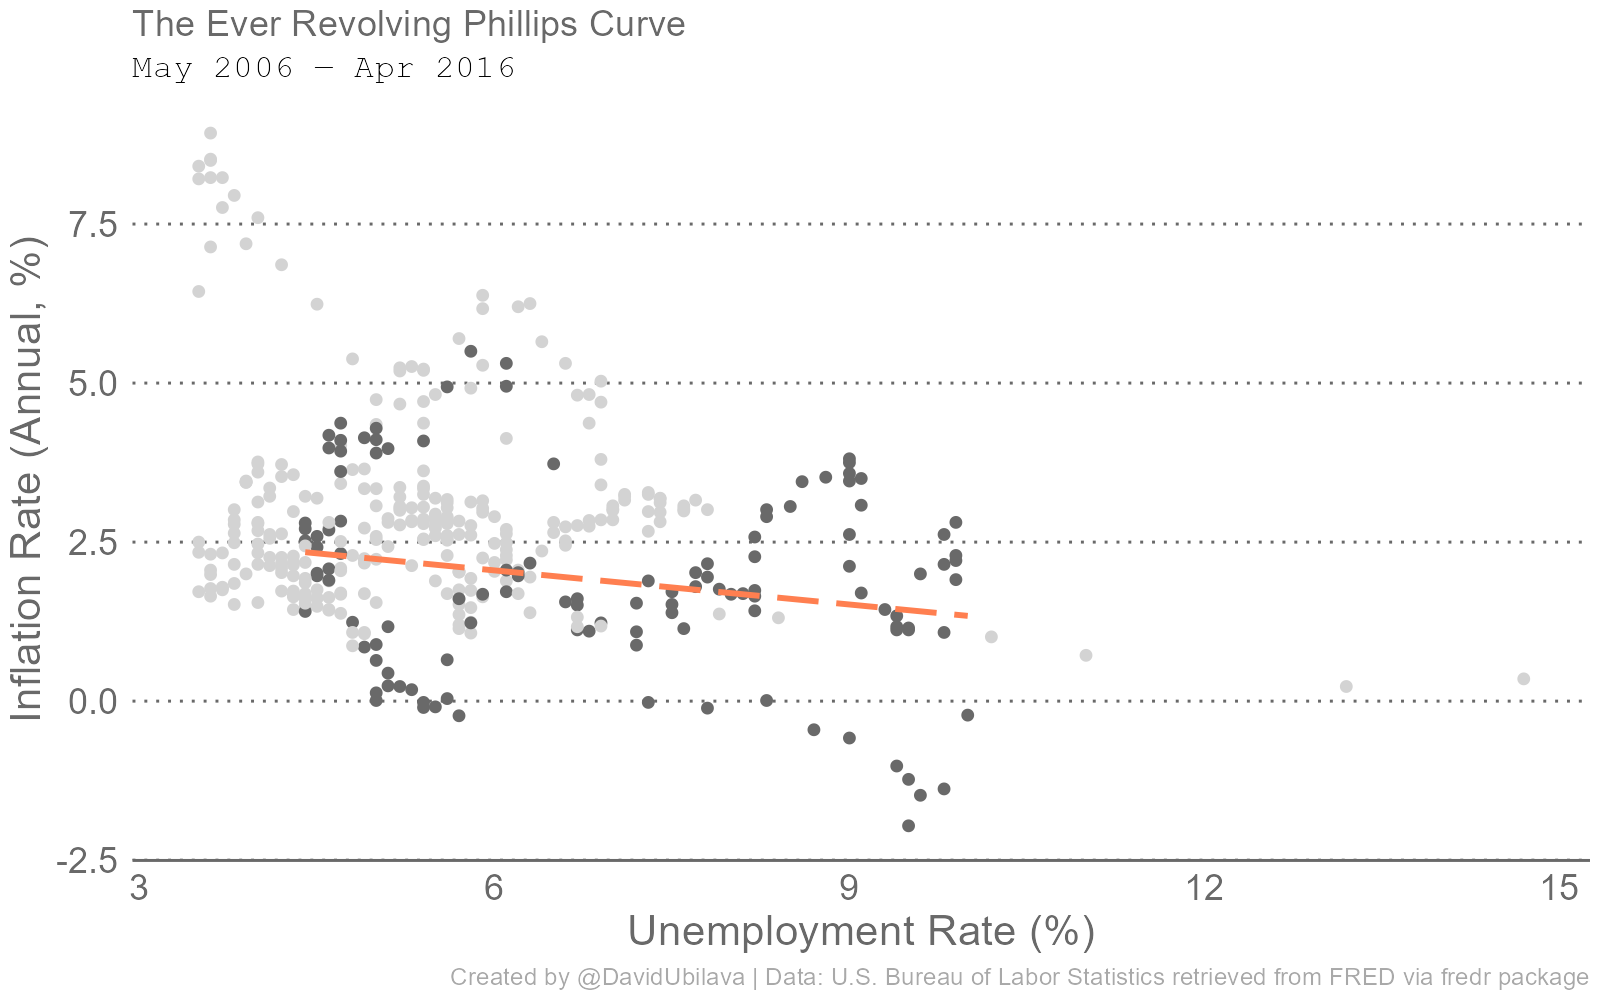 The Ever Revolving Phillips Curve
May 2006 — Apr 2016
Inflation Rate (Annual, %)
7.5
5.0
2.5
0.0
-2.5
3 6 9 12 15
Unemployment Rate (%)
Created by @DavidUbilava | Data: U.S. Bureau of Labor Statistics retrieved from FRED via fredr package